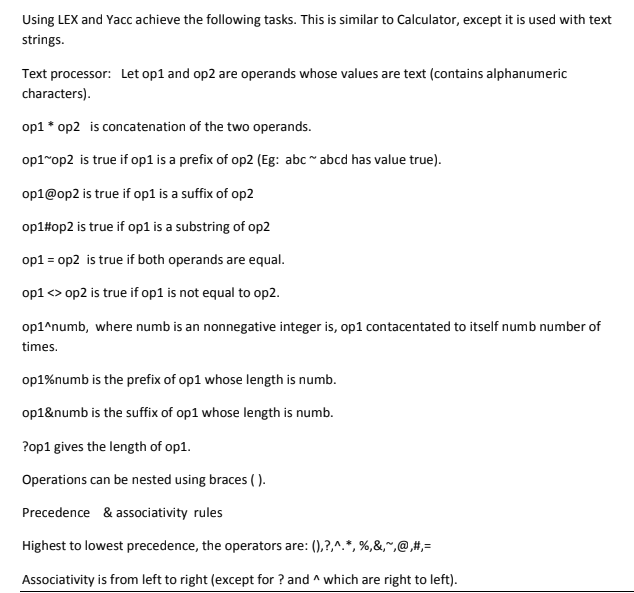 Using LEX and Yacc achieve the following tasks. This is similar to Calculator, except it is used with text
strings.
Text processor: Let op1 and op2 are operands whose values are text (contains alphanumeric
characters).
op1 * op2 is concatenation of the two operands.
op1~op2 is true if op1 is a prefix of op2 (Eg: abc ~ abcd has value true).
op1@op2 is true if op1 is a suffix of op2
op1#op2 is true if op1 is a substring of op2
op1 = op2 is true if both operands are equal.
op1 <> op2 is true if op1 is not equal to op2.
op1^numb, where numb is an nonnegative integer is, op1 contacentated to itself numb number of
times.
op1%numb is the prefix of op1 whose length is numb.
op1&numb is the suffix of op1 whose length is numb.
?op1 gives the length of op1.
Operations can be nested using braces ( ).
Precedence & associativity rules
Highest to lowest precedence, the operators are: (),?,^.*, %,&,~,@,#,=
Associativity is from left to right (except for ? and ^ which are right to left).